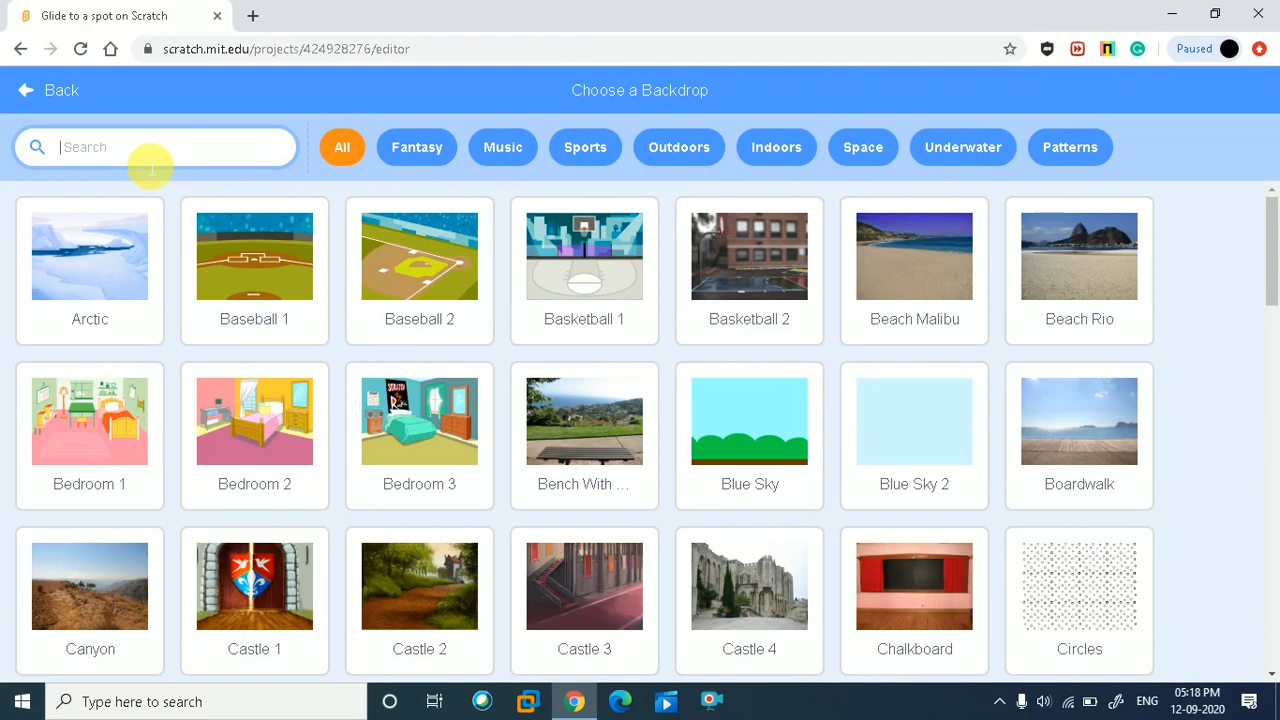 Glide to a spot on Scratch
scratch.mit.edu/projects/424928276/editor
Paused
Back
Choose a Backdrop
Search
All
Fantasy
Music
Sports
Outdoors
Indoors
Space
Underwater
Patterns
Arctic
Baseball 1
Baseball 2
Basketball 1
Basketball 2
Beach Malibu
Beach Rio
Bedroom 1
Bedroom 2
Bedroom 3
Bench With ...
Blue Sky
Blue Sky 2
Boardwalk
Canyon
Castle 1
Castle 2
Castle 3
Castle 4
Chalkboard
Circles
Type here to search
ENG
05:18 PM
12-09-2020